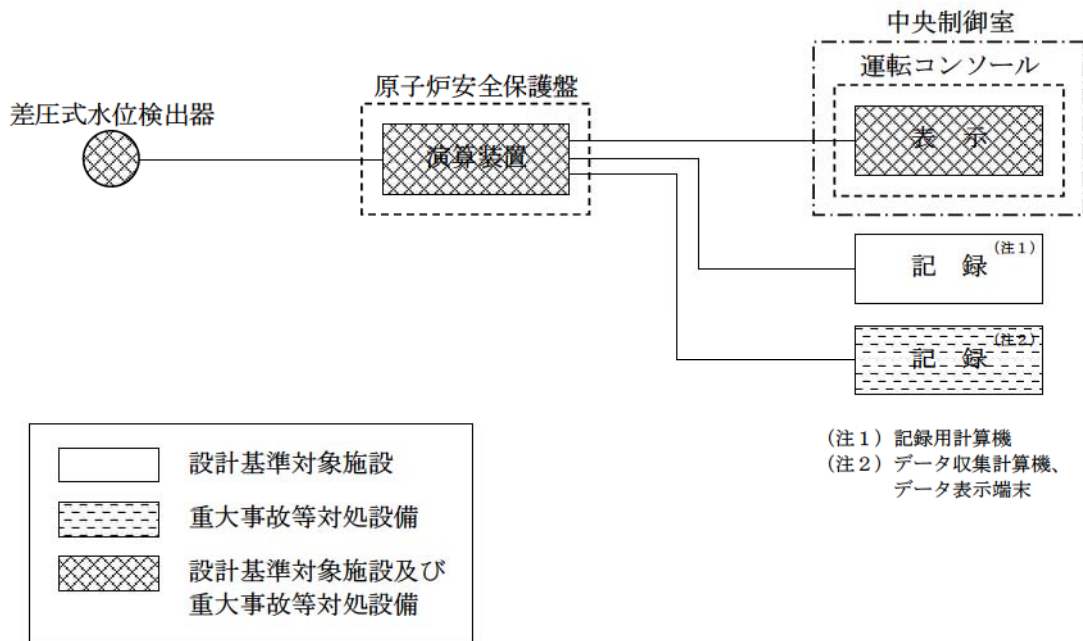 中央制御室
運転コンソール
原子炉安全保護盤
差圧式水位検出器
演算装置
表　示
記　録（注１）
記　録（注２）
（注１）記録用計算機
（注２）データ収集計算機、
データ表示端末
設計基準対象施設
重大事故等対処設備
設計基準対象施設及び
重大事故等対処設備